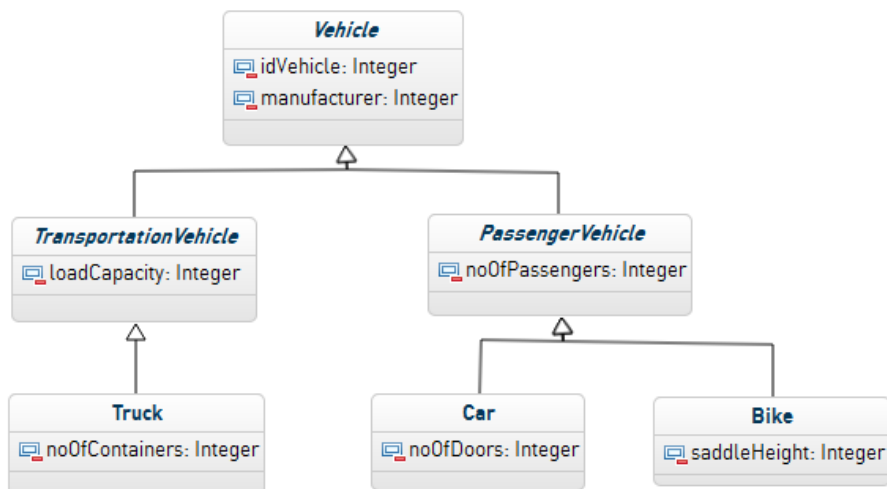 Vehicle
idVehicle: Integer
manufacturer: Integer
TransportationVehicle
loadCapacity: Integer
PassengerVehicle
noOfPassengers: Integer
Truck
noOfContainers: Integer
Car
noOfDoors: Integer
Bike
saddleHeight: Integer